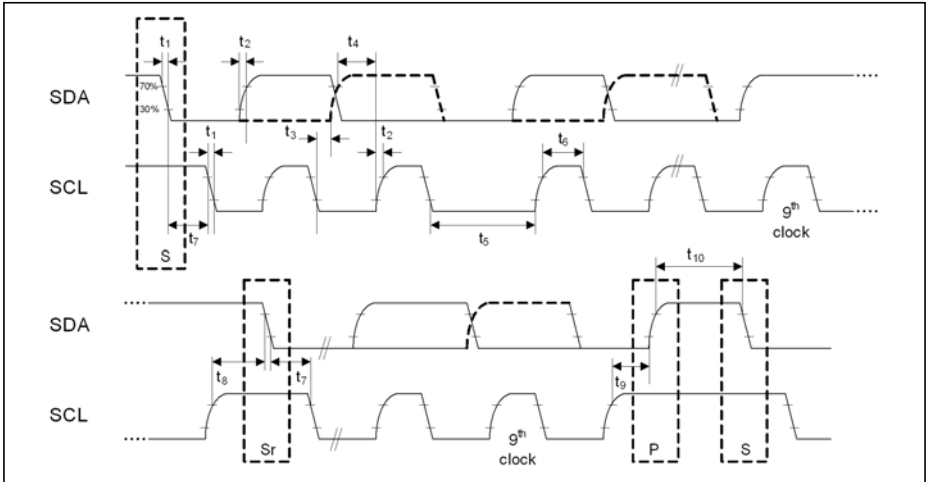 t1 t2 t4
SDA 70%
30%
t1 t3 t2 t6
SCL
9th
clock
t7 t5
S
t10
SDA
t8 t7 t9
SCL
9th
clock
Sr P S